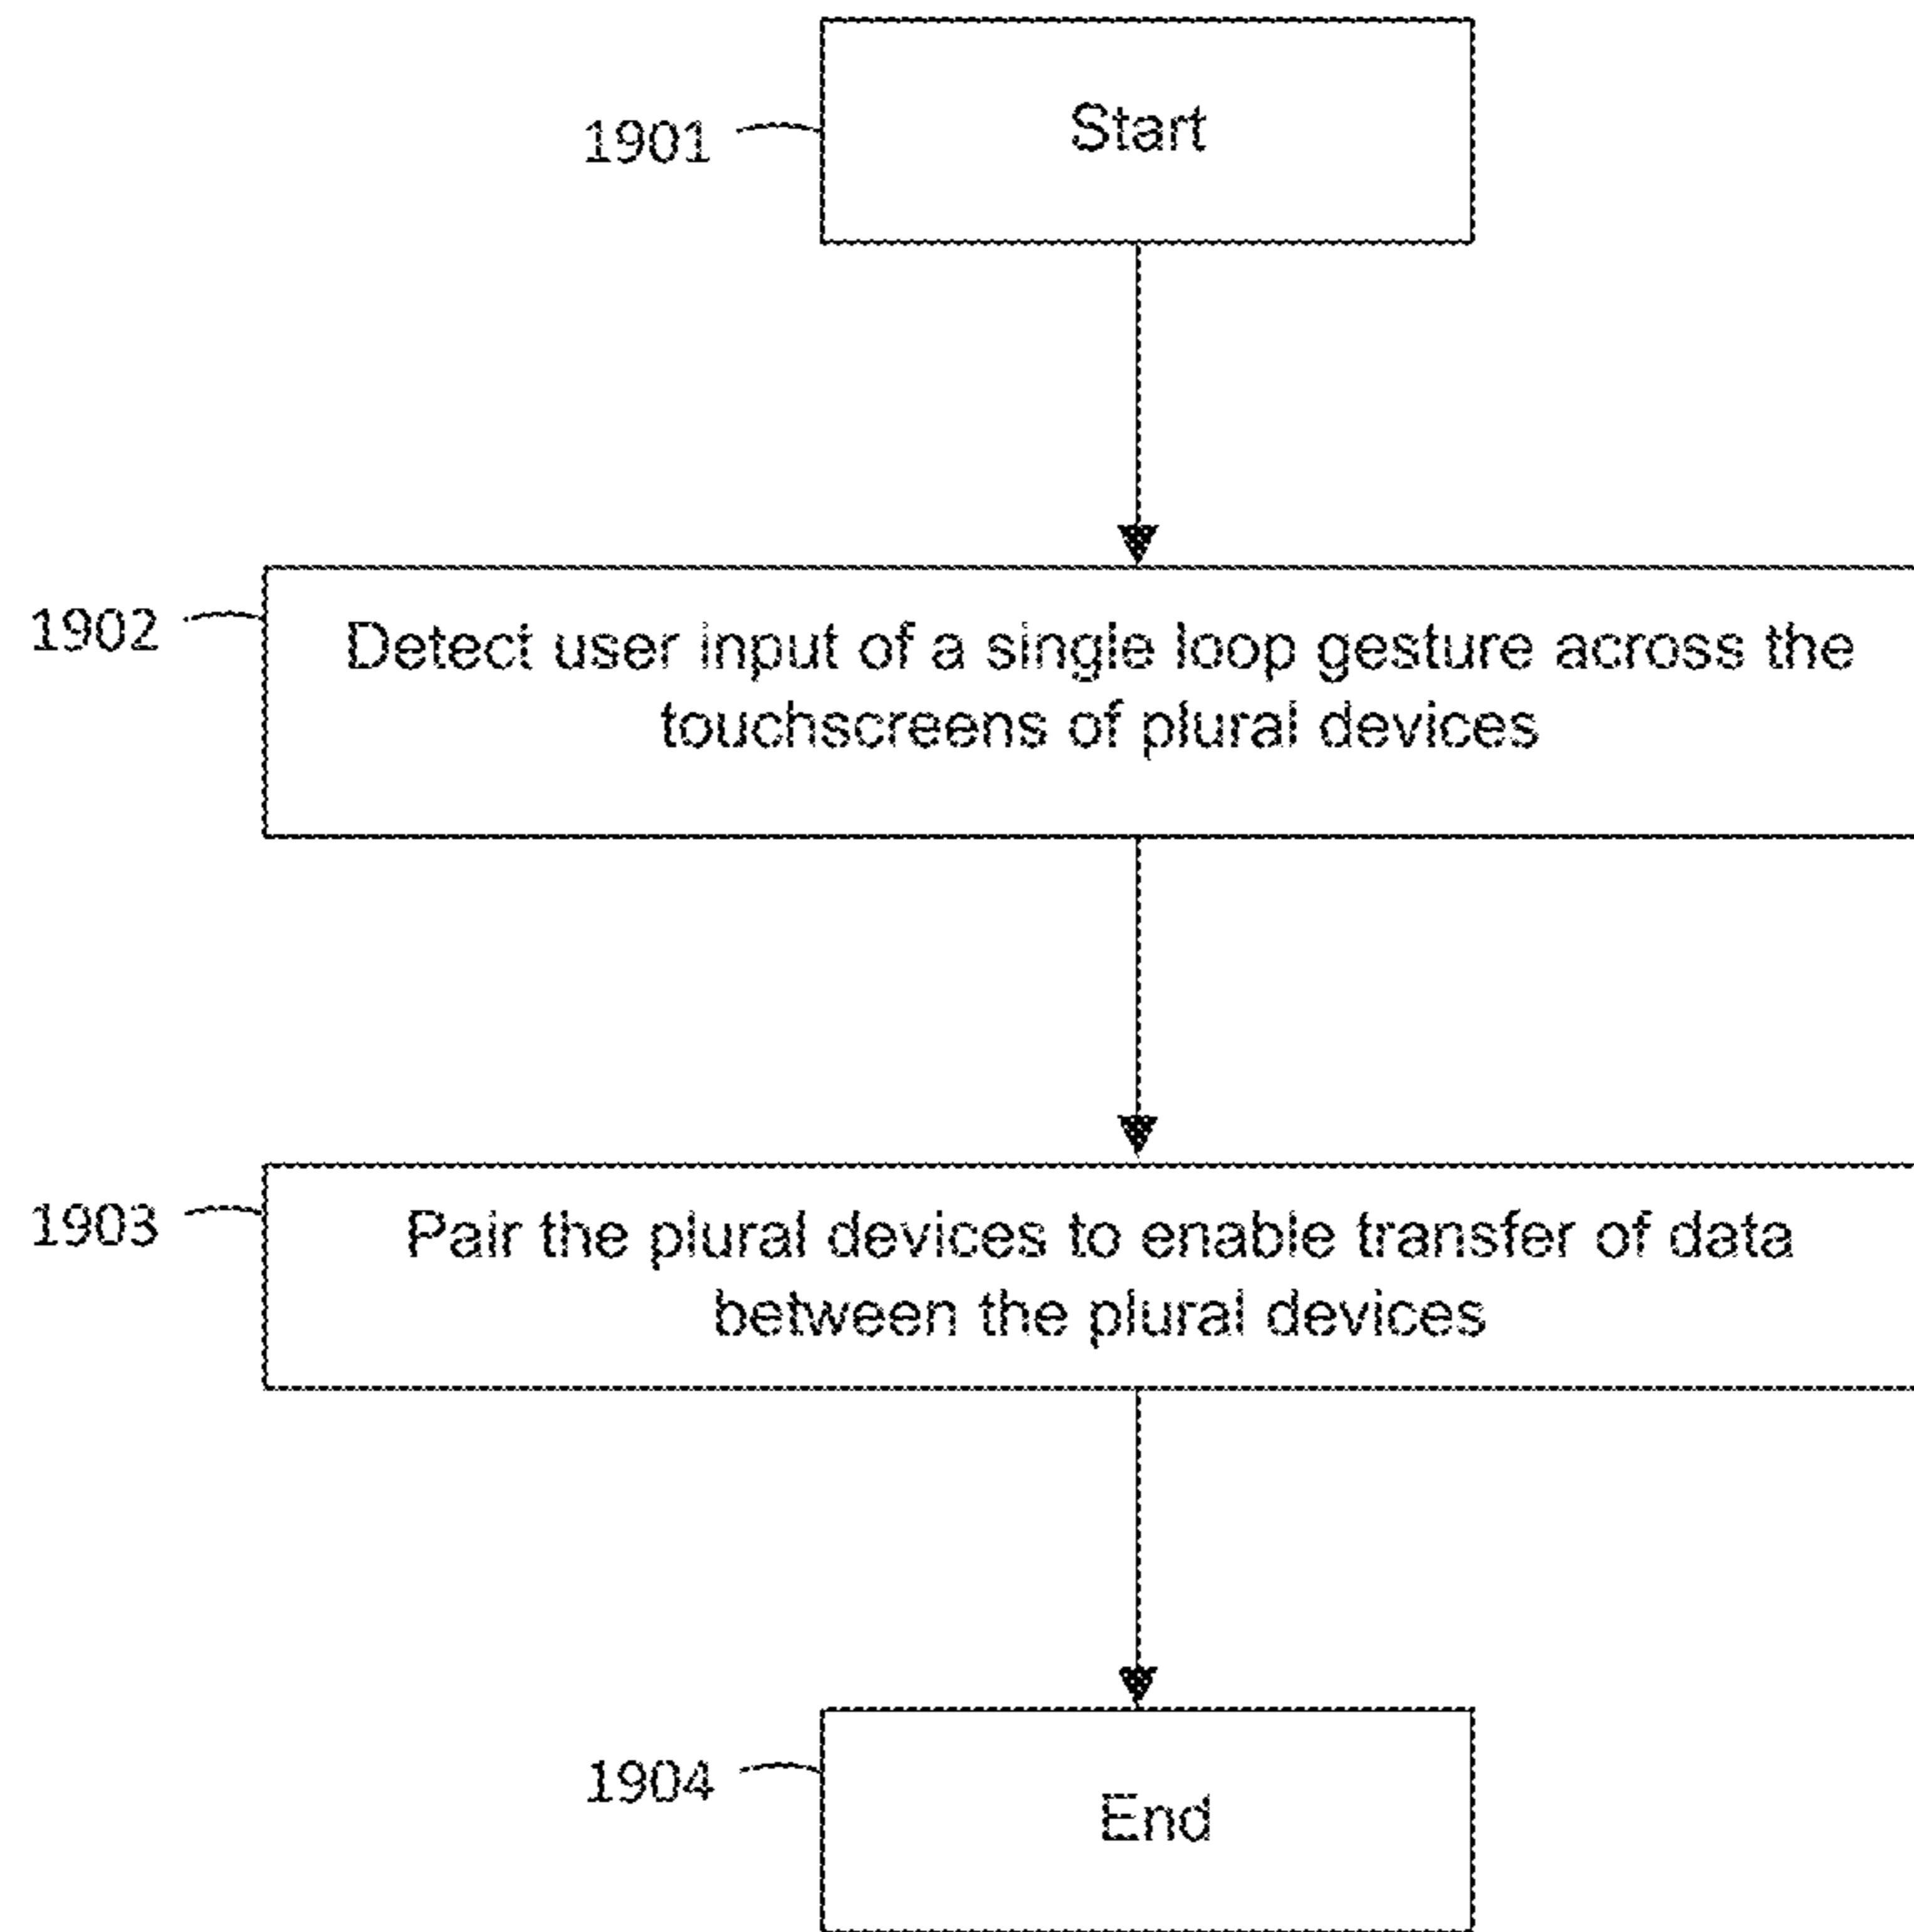 1901
Start
1902
Detect user input of a single loop gesture across the
touchscreens of plural devices
1903
Pair the plural devices to enable transfer of data
between the plural devices
1904
End